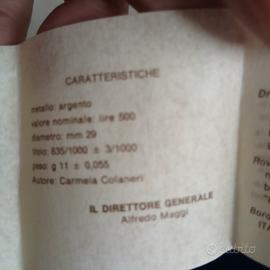 CARATTERISTICHE
metallo: argento
valore nominale: lire 500
diametro: mm 29
titolo: 835/1000 ± 3/1000
peso: g 11 ± 0,055
Autore: Carmela Colaneri
IL DIRETTORE GENERALE
Alfredo Maggi
subito